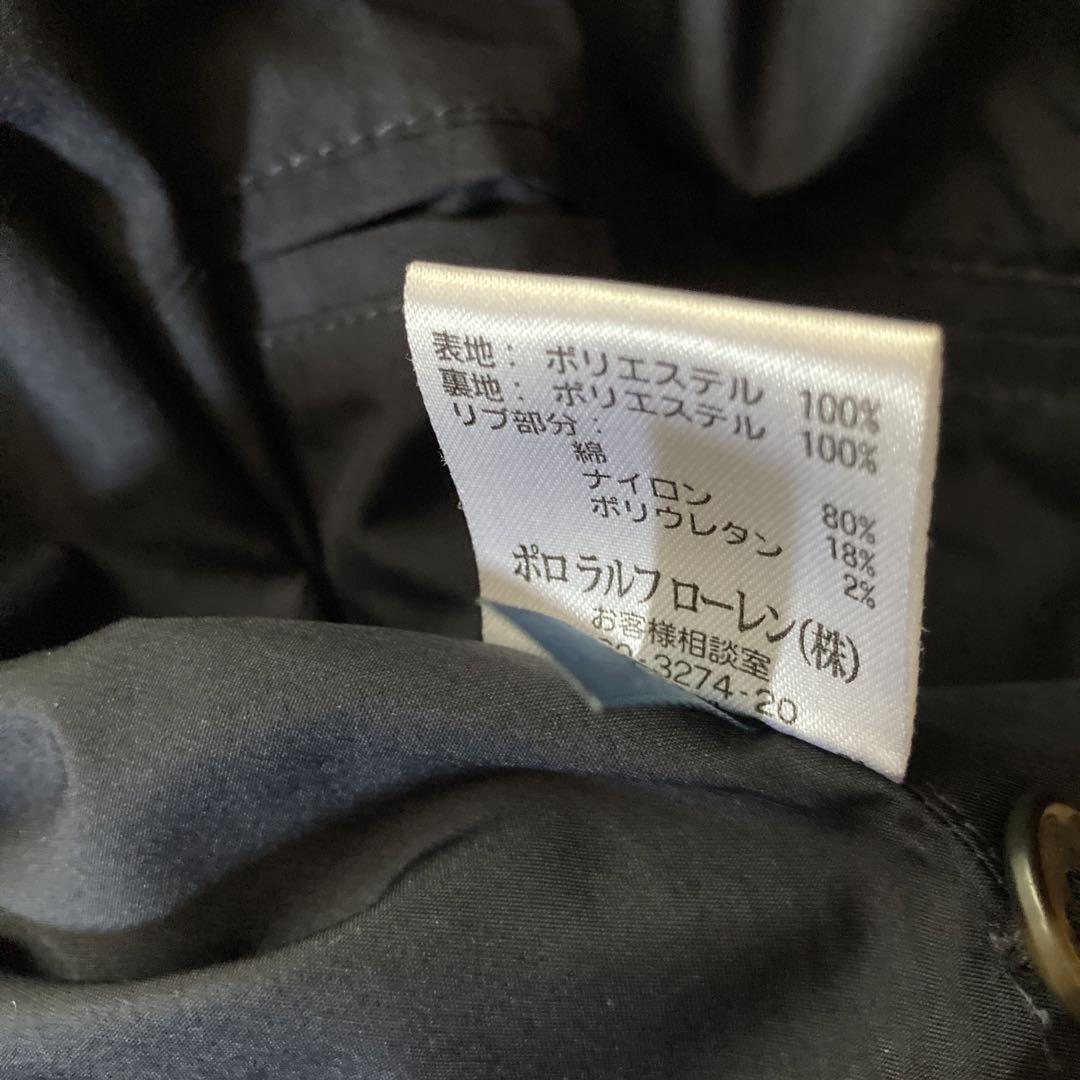 表地: ポリエステル 100%
裏地: ポリエステル 100%
リブ部分:
綿 80%
ナイロン 18%
ポリウレタン 2%
ポロ ラルフ ローレン(株)
お客様相談室
3274-20